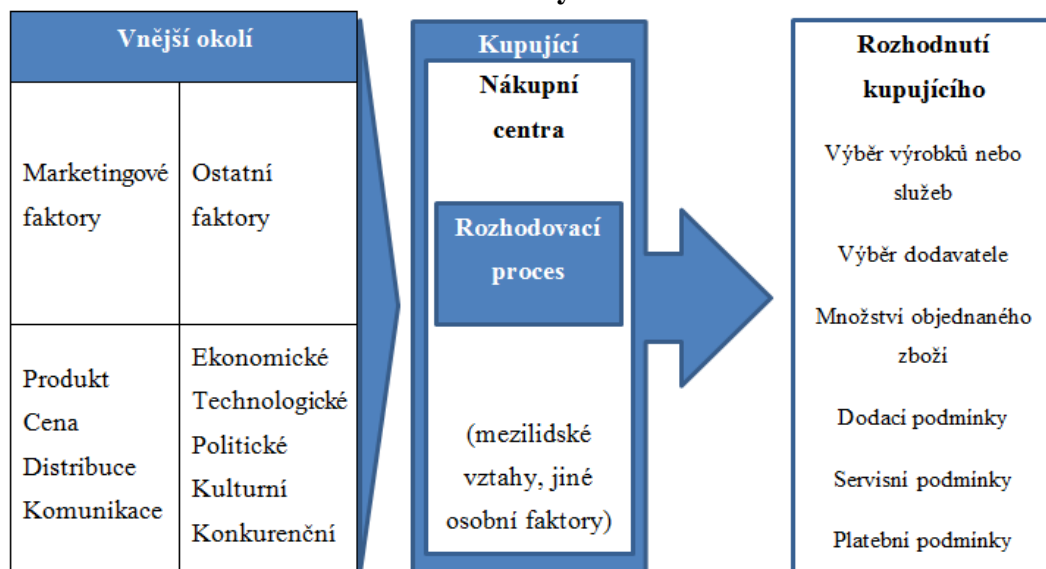 Vnější okolí
Marketingové
faktory
Ostatní
faktory
Produkt
Cena
Distribuce
Komunikace
Ekonomické
Technologické
Politické
Kulturní
Konkurenční
Kupující
Nákupní
centra
Rozhodovací
proces
(mezilidské
vztahy, jiné
osobní faktory)
Rozhodnutí
kupujícího
Výběr výrobků nebo
služeb
Výběr dodavatele
Množství objednaného
zboží
Dodací podmínky
Servisní podmínky
Platební podmínky